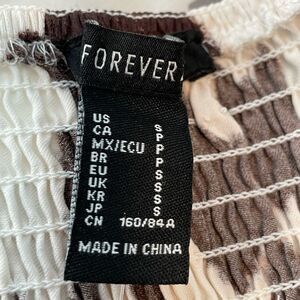 FOREVER
US S
CA P
MX/ECU P
BR P
EU S
UK S
KR S
JP S
CN 160/84A
MADE IN CHINA